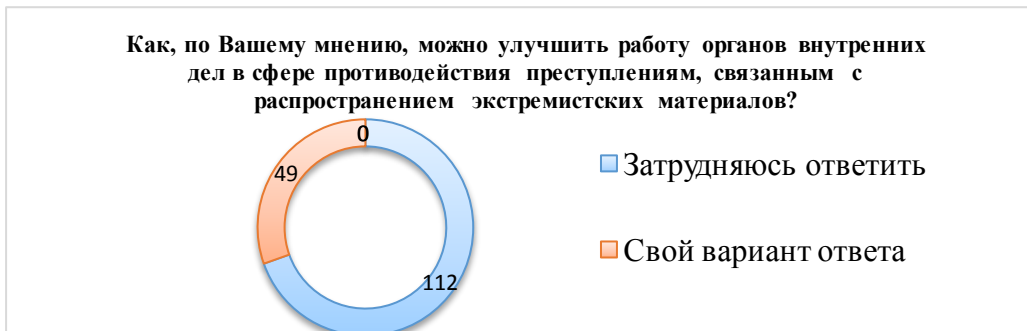 Как, по Вашему мнению, можно улучшить работу органов внутренних
дел в сфере противодействия преступлениям, связанным с
распространением экстремистских материалов?
0
49
Затрудняюсь ответить
Свой вариант ответа
112